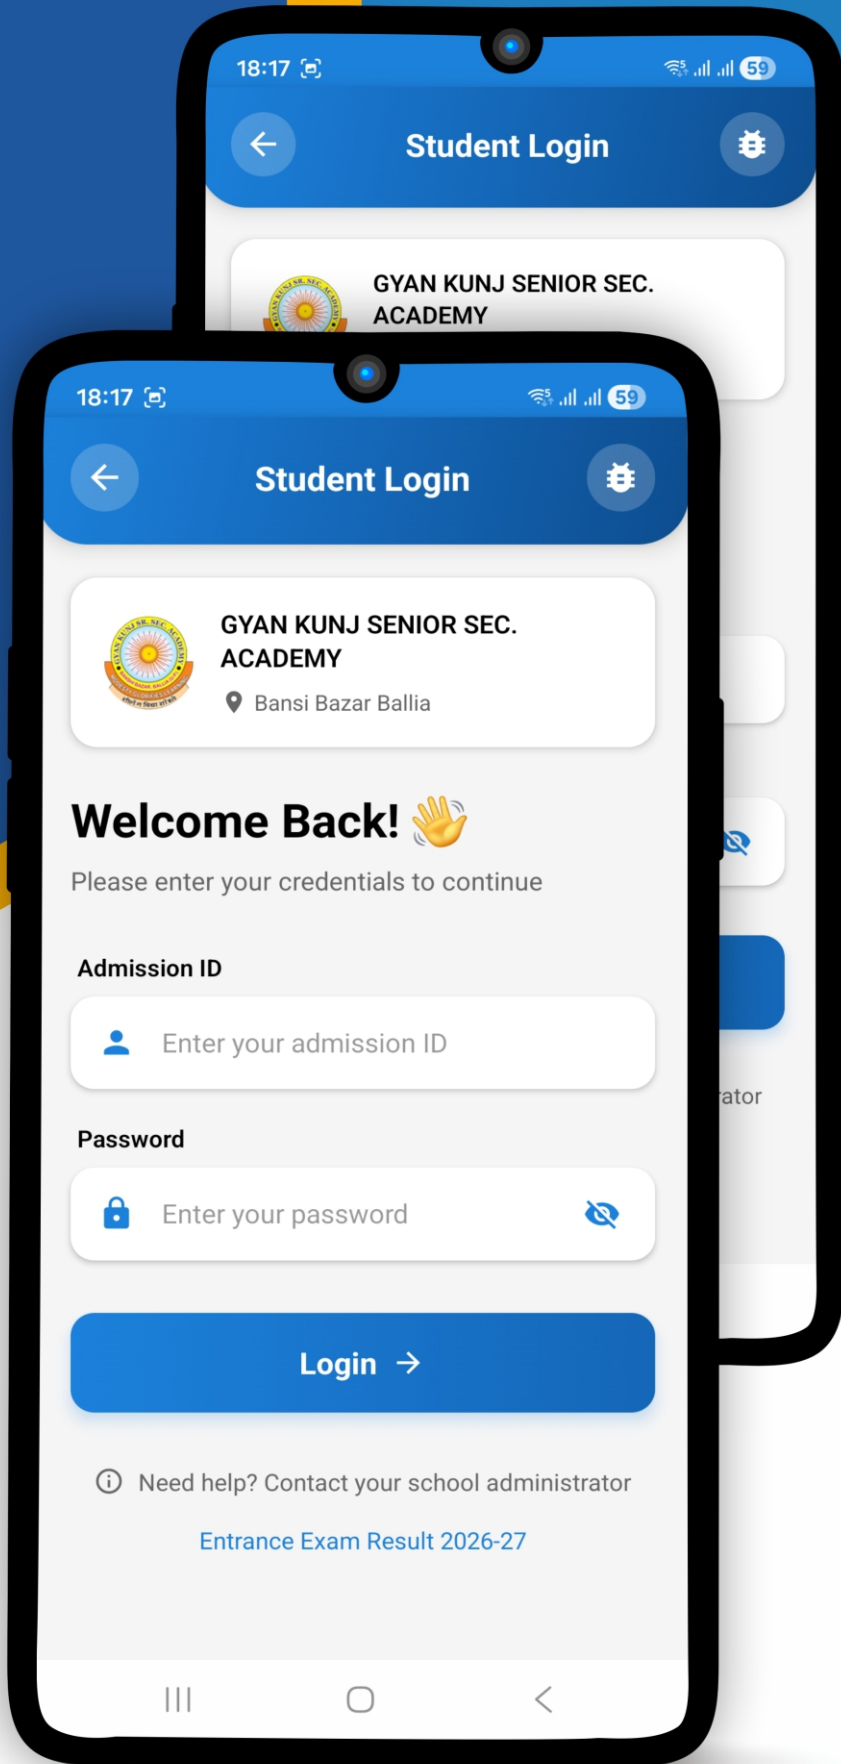 18:17
59
Student Login
GYAN KUNJ SENIOR SEC.
ACADEMY
18:17
59
Student Login
GYAN KUNJ SENIOR SEC.
ACADEMY
Bansi Bazar Ballia
Welcome Back! 👋
Please enter your credentials to continue
Admission ID
Enter your admission ID
Password
Enter your password
Login →
Need help? Contact your school administrator
Entrance Exam Result 2026-27
ator